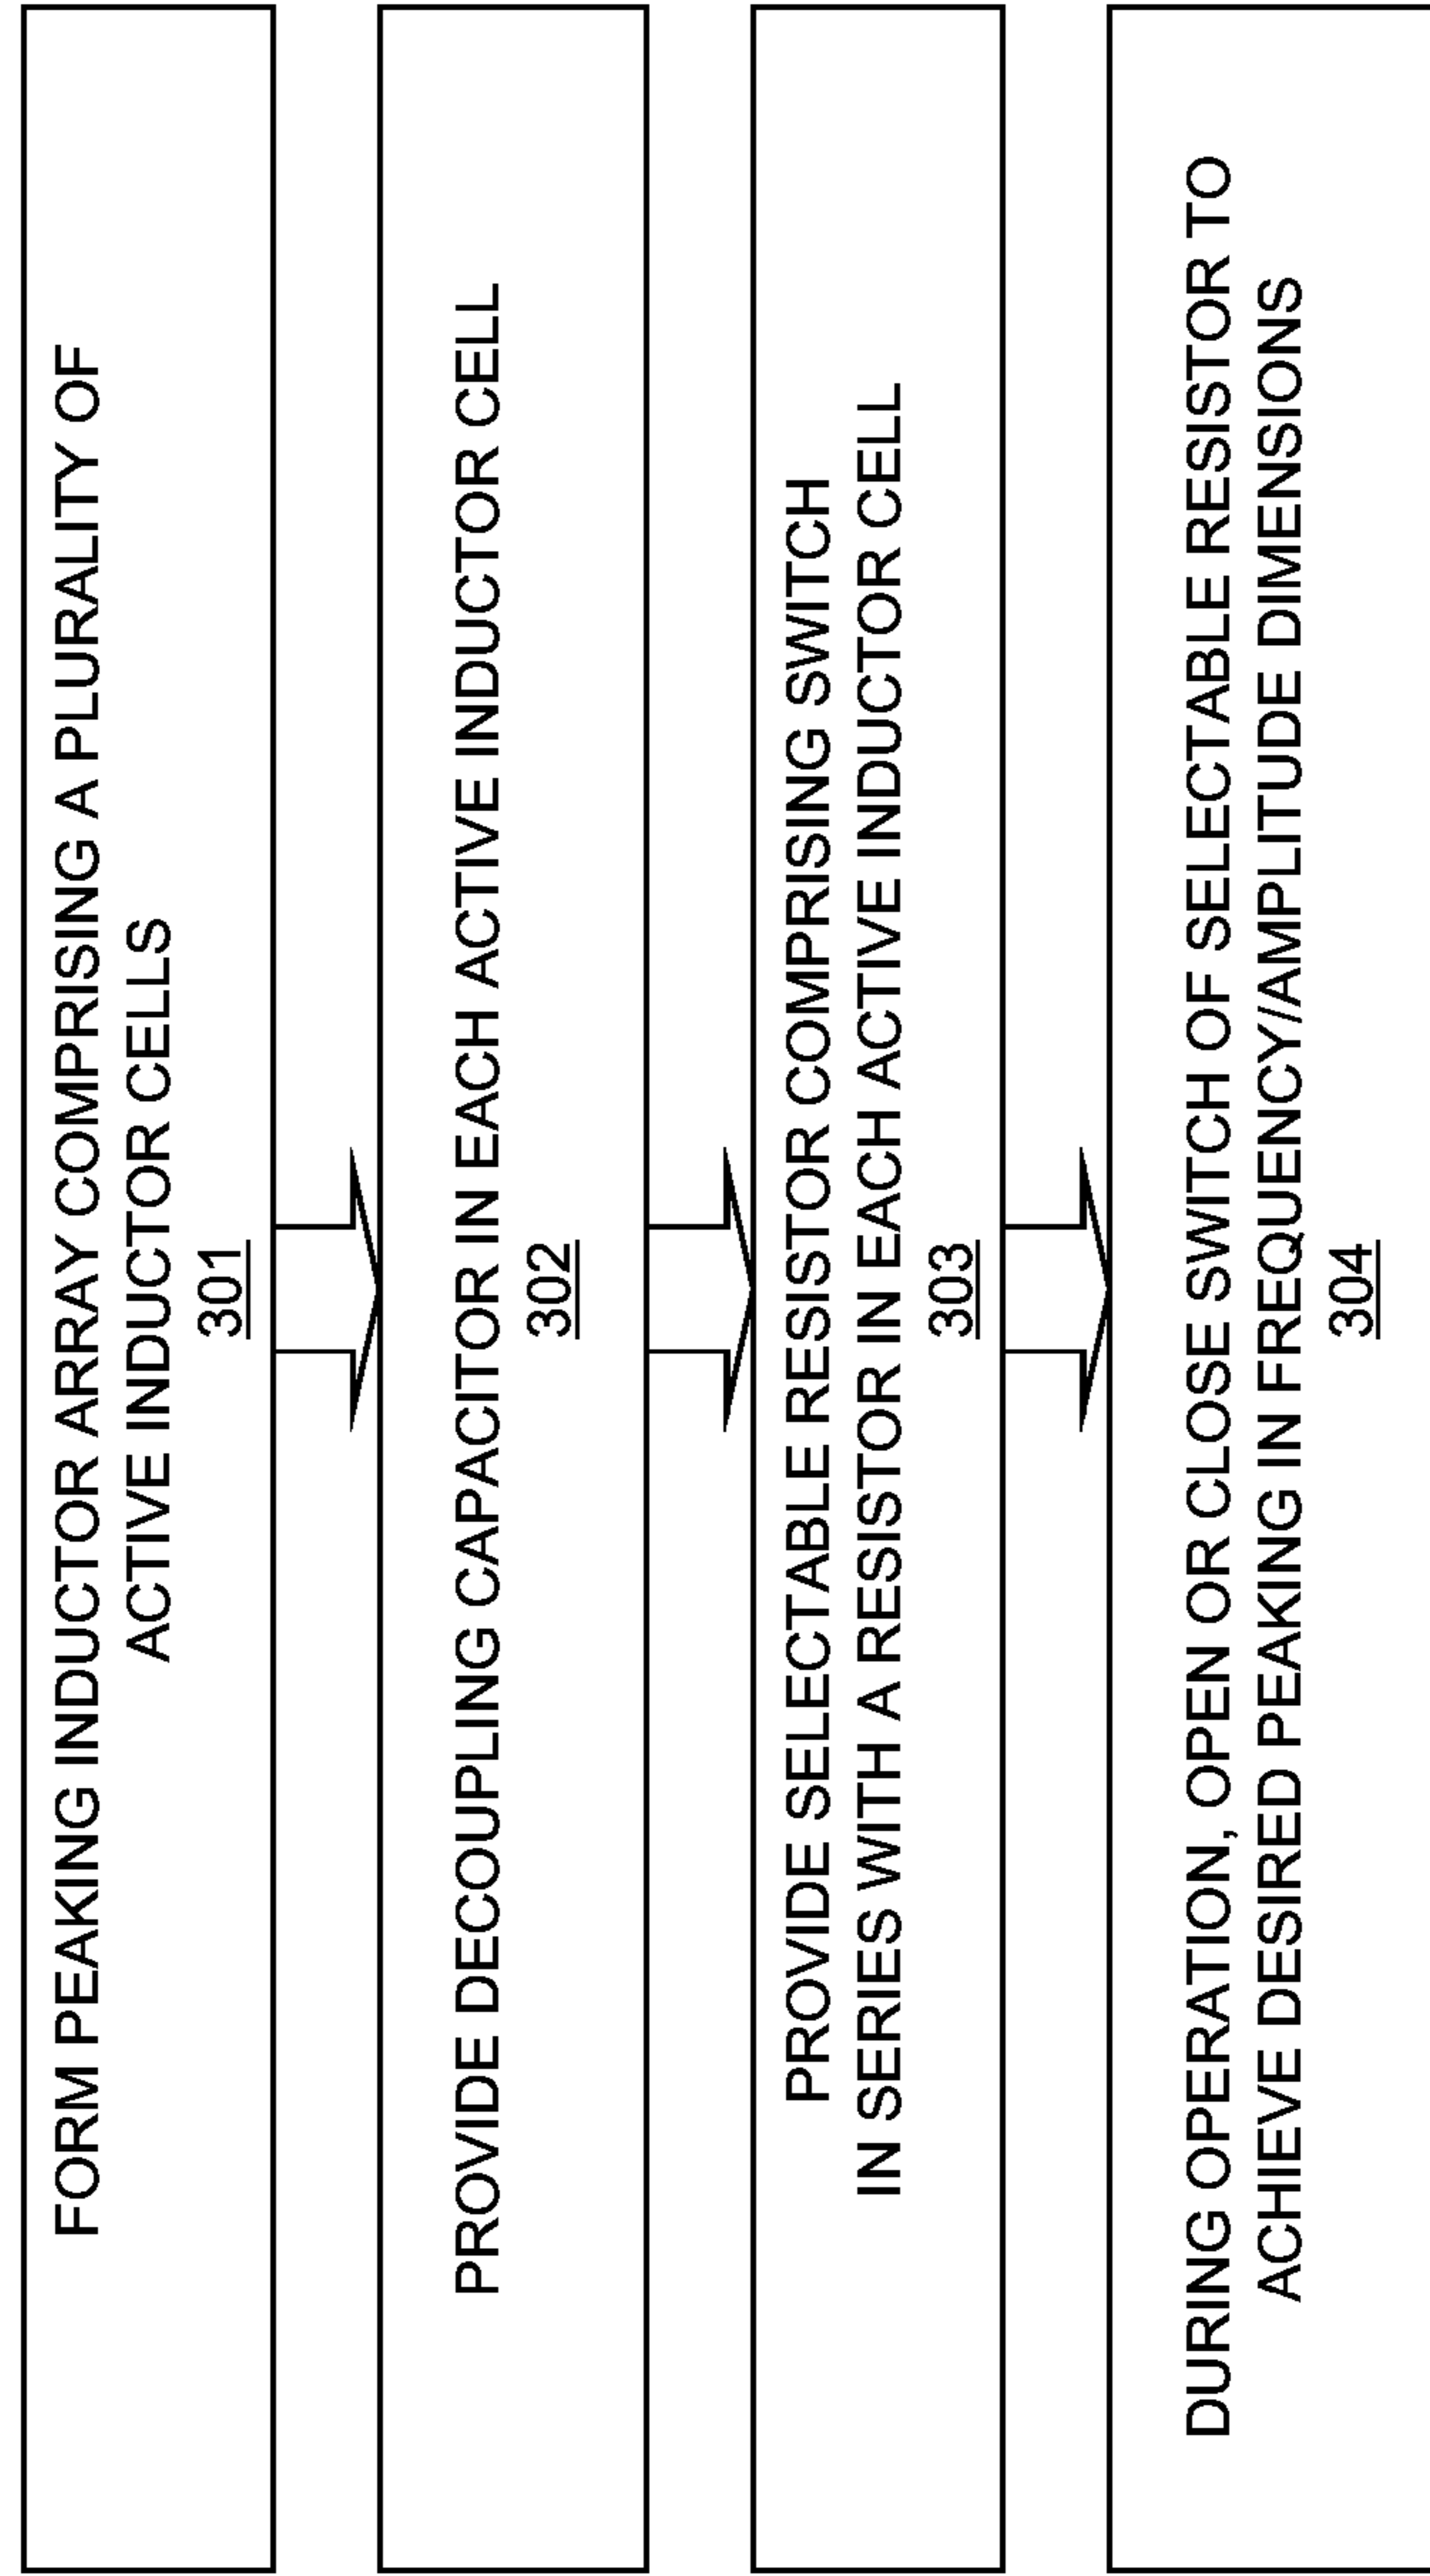 FORM PEAKING INDUCTOR ARRAY COMPRISING A PLURALITY OF
ACTIVE INDUCTOR CELLS
301
PROVIDE DECOUPLING CAPACITOR IN EACH ACTIVE INDUCTOR CELL
302
PROVIDE SELECTABLE RESISTOR COMPRISING SWITCH
IN SERIES WITH A RESISTOR IN EACH ACTIVE INDUCTOR CELL
303
DURING OPERATION, OPEN OR CLOSE SWITCH OF SELECTABLE RESISTOR TO
ACHIEVE DESIRED PEAKING IN FREQUENCY/AMPLITUDE DIMENSIONS
304